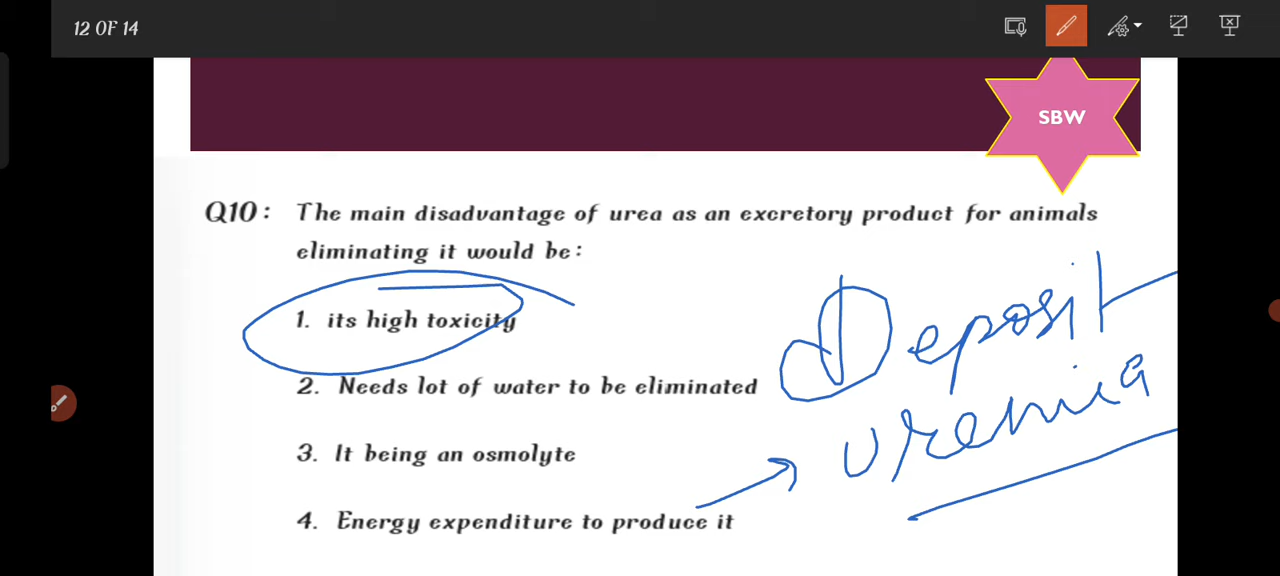 12 OF 14
SBW
Q10: The main disadvantage of urea as an excretory product for animals
eliminating it would be:
1. its high toxicity
2. Needs lot of water to be eliminated
3. It being an osmolyte
4. Energy expenditure to produce it
Deposit
uremia